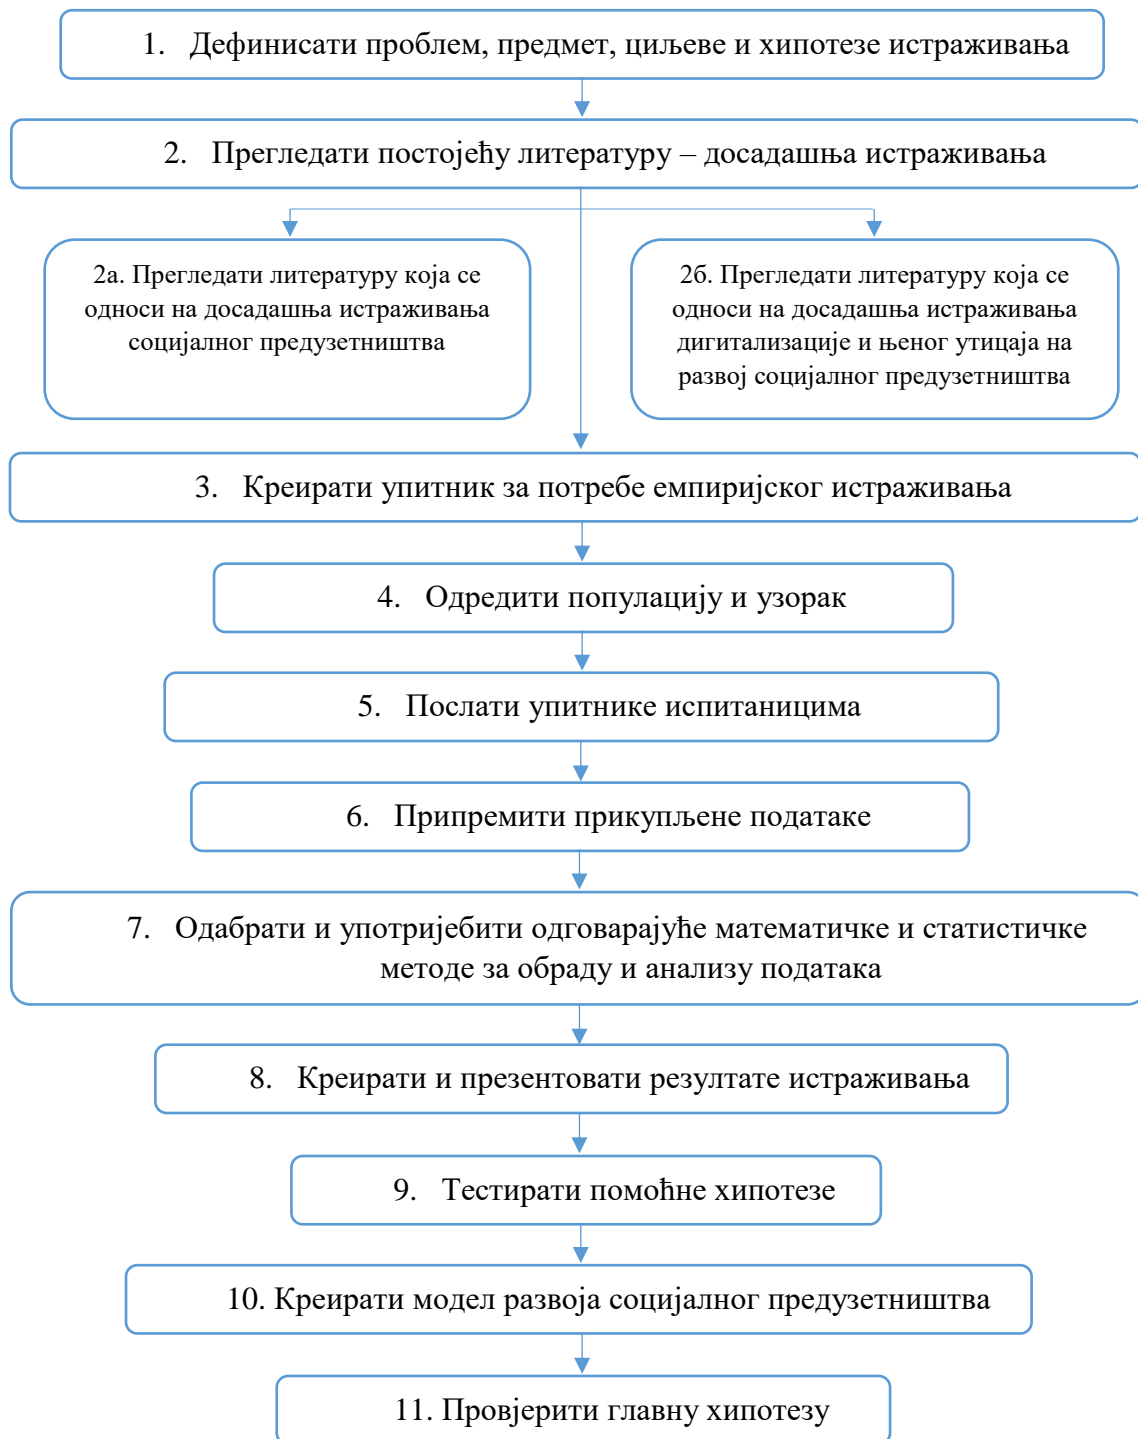 1. Дефинисати проблем, предмет, циљеве и хипотезе истраживања
2. Прегледати постојећу литературу – досадашња истраживања
2а. Прегледати литературу која се
односи на досадашња истраживања
социјалног предузетништва
2б. Прегледати литературу која се
односи на досадашња истраживања
дигитализације и њеног утицаја на
развој социјалног предузетништва
3. Креирати упитник за потребе емпиријског истраживања
4. Одредити популацију и узорак
5. Послати упитнике испитаницима
6. Припремити прикупљене податаке
7. Одабрати и употријебити одговарајуће математичке и статистичке
методе за обраду и анализу података
8. Креирати и презентовати резултате истраживања
9. Тестирати помоћне хипотезе
10. Креирати модел развоја социјалног предузетништва
11. Провјерити главну хипотезу